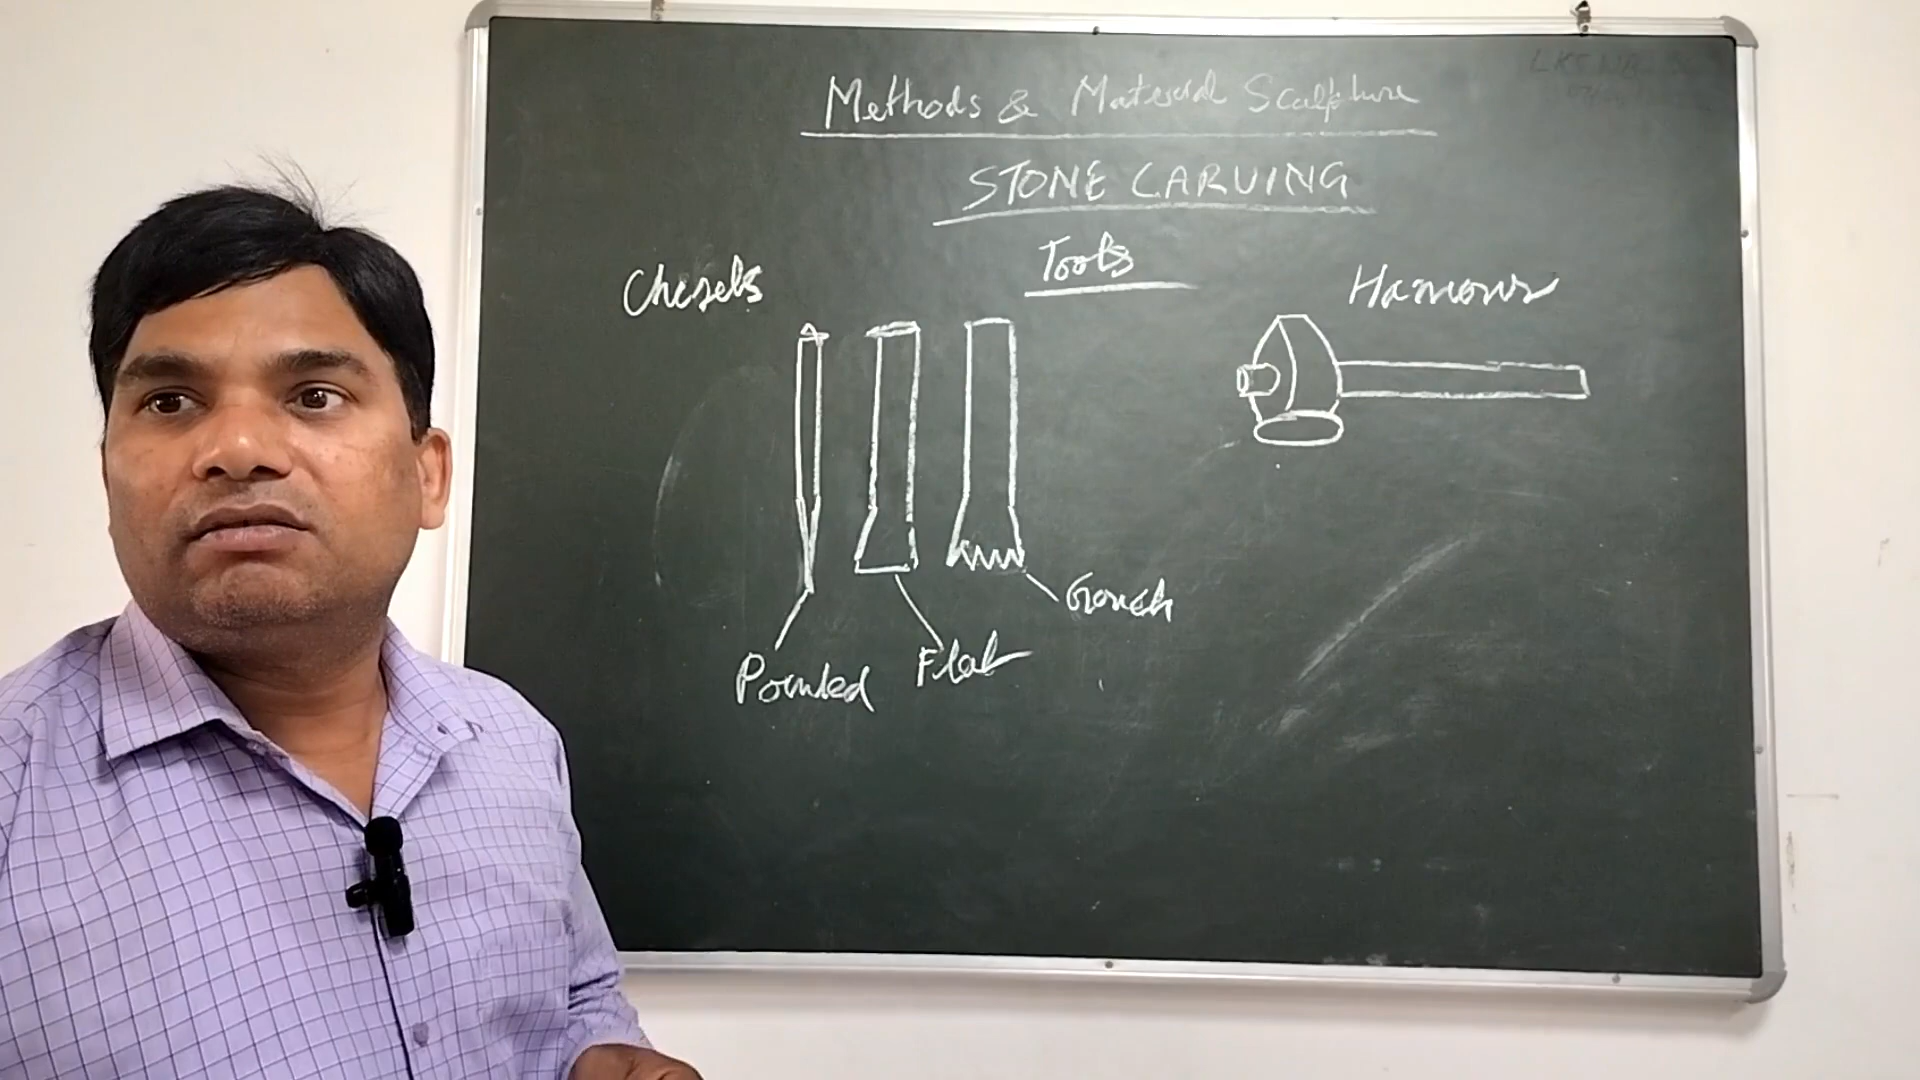 Methods & Material Sculpture
STONE CARVING
Tools
Chesels
Hamours
Gouch
Flat
Pointed